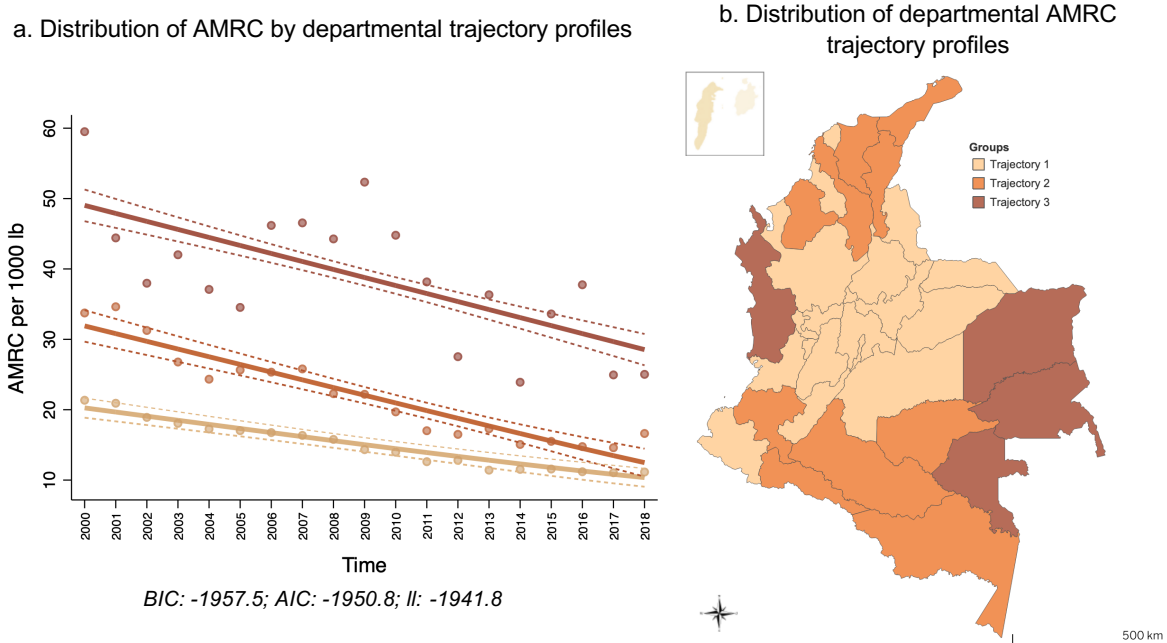 a. Distribution of AMRC by departmental trajectory profiles
AMRC per 1000 lb
60
50
40
30
20
10
2000
2001
2002
2003
2004
2005
2006
2007
2008
2009
2010
2011
2012
2013
2014
2015
2016
2017
2018
Time
BIC: -1957.5; AIC: -1950.8; ll: -1941.8
b. Distribution of departmental AMRC
trajectory profiles
Groups
Trajectory 1
Trajectory 2
Trajectory 3
500 km